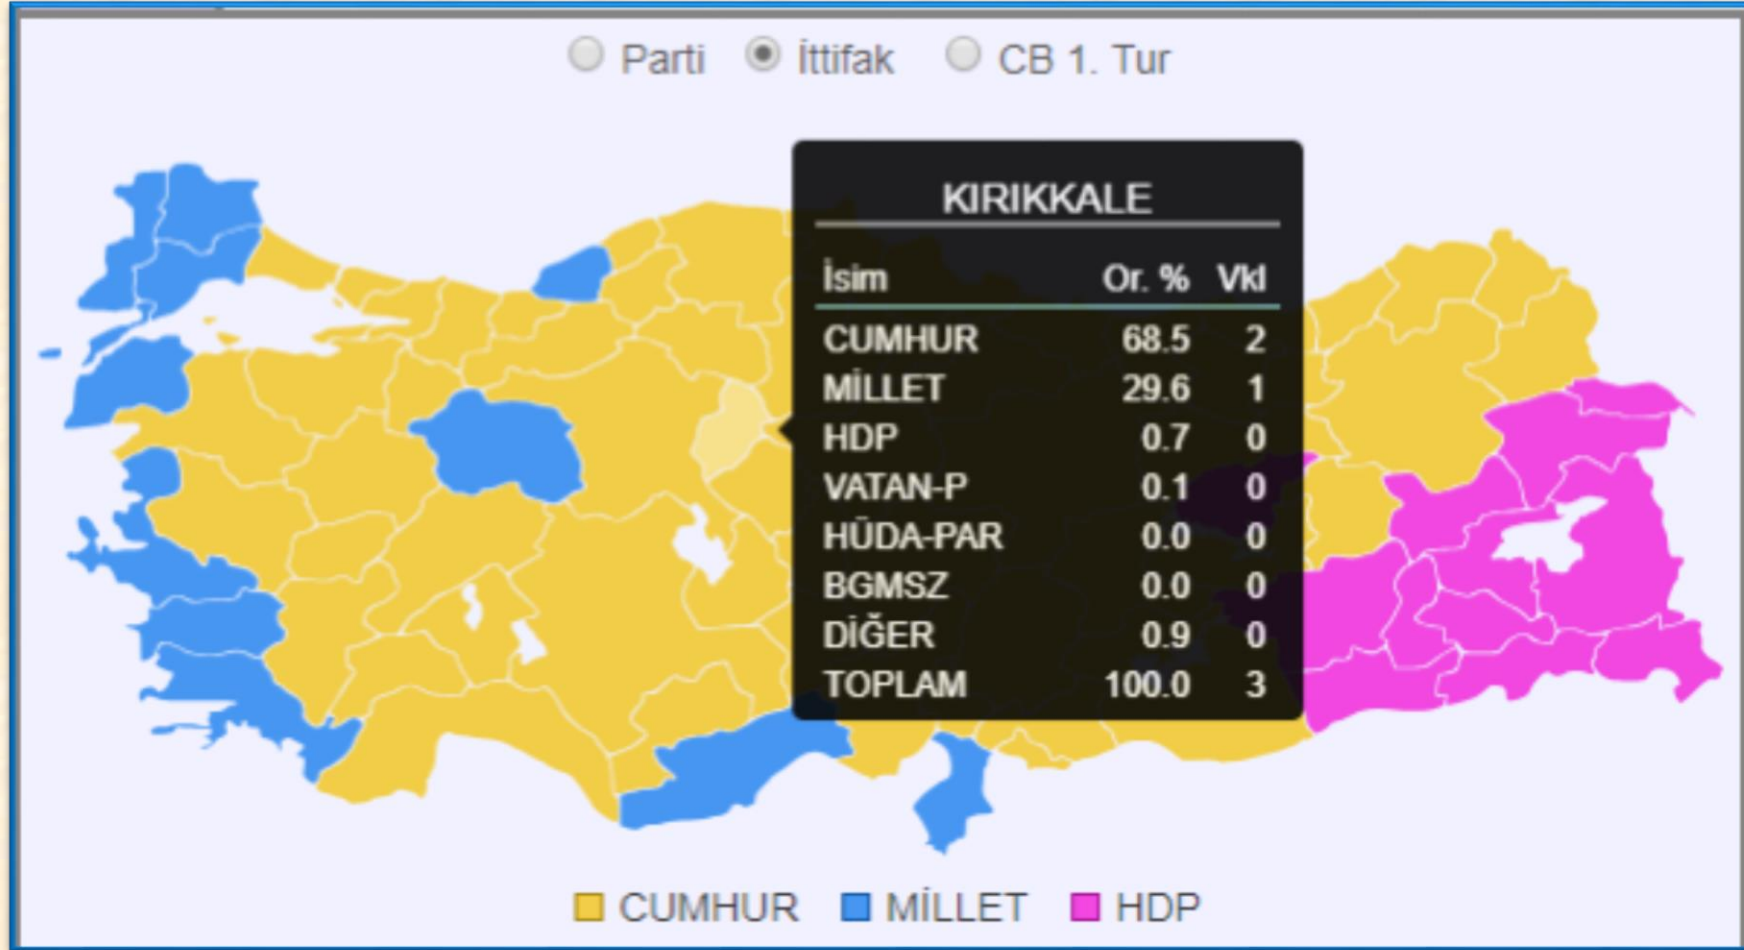 Parti İttifak CB 1. Tur
KIRIKKALE
İsim Or. % Vkl
CUMHUR 68.5 2
MİLLET 29.6 1
HDP 0.7 0
VATAN-P 0.1 0
HÜDA-PAR 0.0 0
BGMSZ 0.0 0
DİĞER 0.9 0
TOPLAM 100.0 3
CUMHUR MİLLET HDP